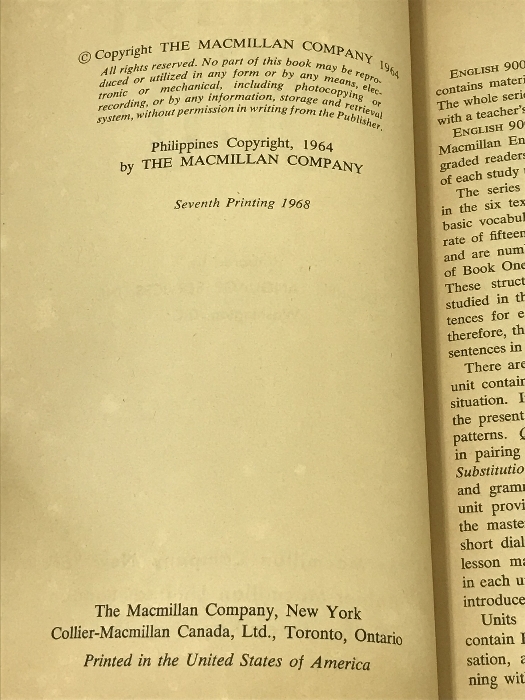 © Copyright THE MACMILLAN COMPANY 1964
All rights reserved. No part of this book may be repro-
duced or utilized in any form or by any means, elec-
tronic or mechanical, including photocopying or
recording, or by any information, storage and retrieval
system, without permission in writing from the Publisher.
Philippines Copyright, 1964
by THE MACMILLAN COMPANY
Seventh Printing 1968
The Macmillan Company, New York
Collier-Macmillan Canada, Ltd., Toronto, Ontario
Printed in the United States of America
ENGLISH 900
contains materi
The whole serie
with a teacher's
ENGLISH 90
Macmillan En
graded readers
of each study
The series
in the six tex
basic vocabul
rate of fifteen
and are num
of Book One
These struct
studied in th
tences for e
therefore, th
sentences in
There are
unit contain
situation. I
the present
patterns.
in pairing
Substitutio
and gramm
unit provi
the maste
short dial
lesson ma
in each u
introduce
Units
contain
sation, a
ning wit